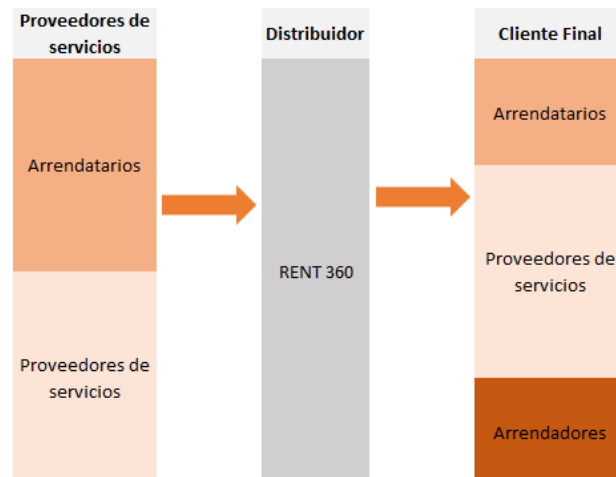 Proveedores de
servicios
Distribuidor
Cliente Final
Arrendatarios
Proveedores de
servicios
RENT 360
Arrendatarios
Proveedores de
servicios
Arrendadores